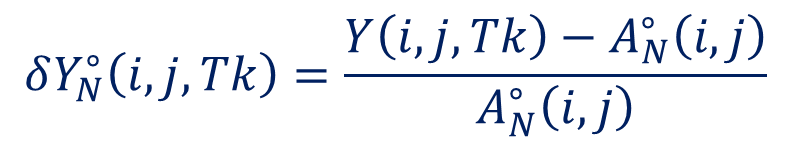 δY°_N(i,j,Tk) = (Y(i,j,Tk) − A°_N(i,j)) / A°_N(i,j)